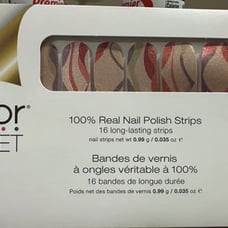 or
ET
100% Real Nail Polish Strips
16 long-lasting strips
nail strips net wt 0.99 g / 0.035 oz ℮
Bandes de vernis
à ongles véritable à 100%
16 bandes de longue durée
Poids net des bandes de vernis 0.99 g / 0.035 oz ℮